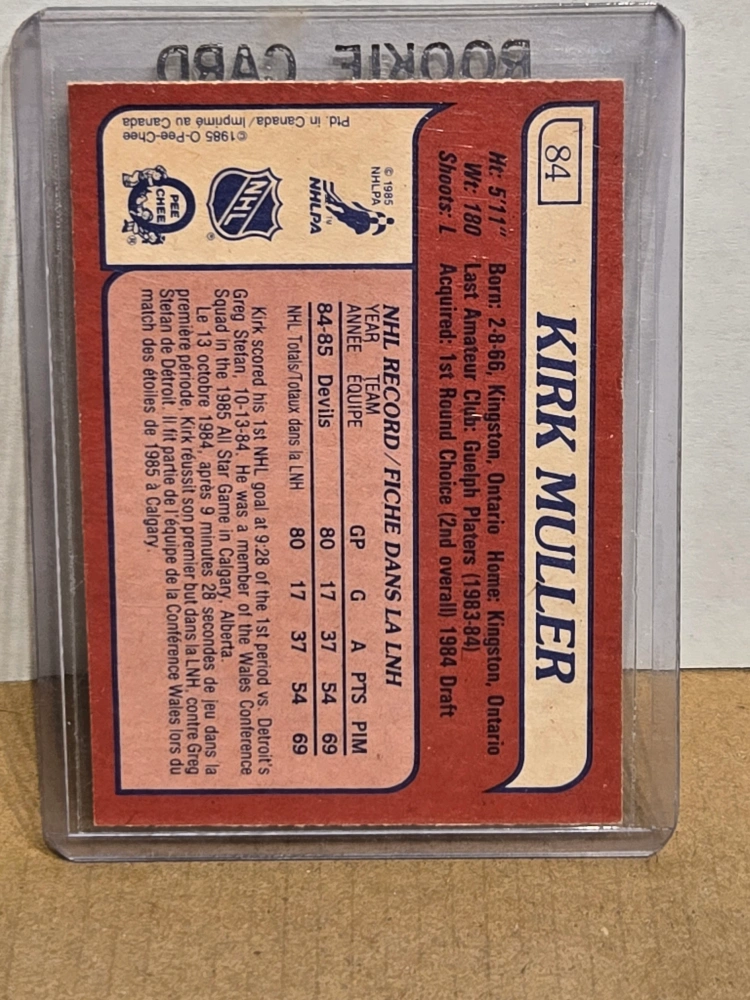 ROOKIE CARD
84
KIRK MULLER
Ht: 5'11" Born: 2-8-66, Kingston, Ontario Home: Kingston, Ontario
Wt: 180 Last Amateur Club: Guelph Platers (1983-84)
Shoots: L Acquired: 1st Round Choice (2nd overall) 1984 Draft
NHL RECORD/FICHE DANS LA LNH
YEAR TEAM
ANNÉE ÉQUIPE GP G A PTS PIM
84-85 Devils 80 17 37 54 69
NHL Totals/Totaux dans la LNH 80 17 37 54 69
Kirk scored his 1st NHL goal at 9:28 of the 1st period vs. Detroit's
Greg Stefan, 10-13-84. He was a member of the Wales Conference
Squad in the 1985 All Star Game in Calgary, Alberta.
Le 13 octobre 1984, après 9 minutes 28 secondes de jeu dans la
première période, Kirk réussit son premier but dans la LNH, contre Greg
Stefan de Detroit. Il fit partie de l'équipe de la Conférence Wales lors du
match des étoiles de 1985 à Calgary.
© 1985
NHLPA
NHLPA
TM
NHL
®
O
PEE
CHEE
®
©1985 O-Pee-Chee
Ptd. in Canada/Imprimé au Canada